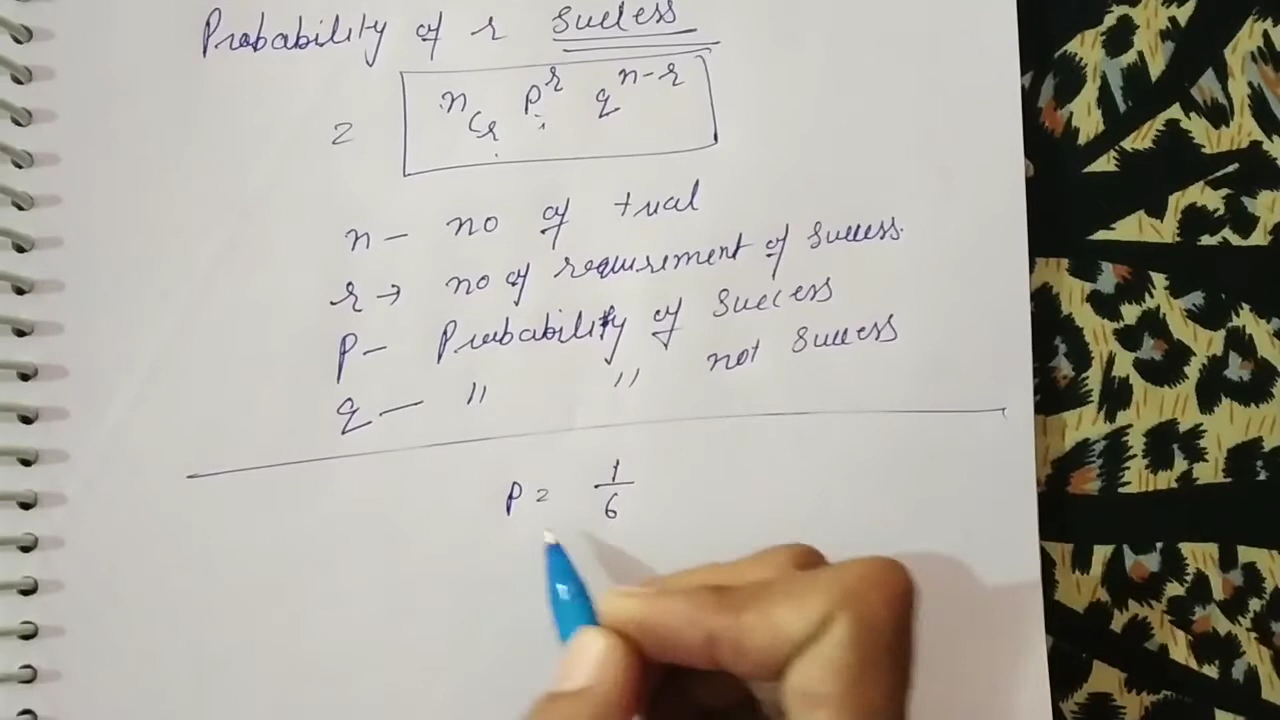 Probability of r Success
= nCr P^r q^n-r
n - no of trial
r → no of requirement of success.
P - Probability of Success
q - " " not Success
P = 1/6